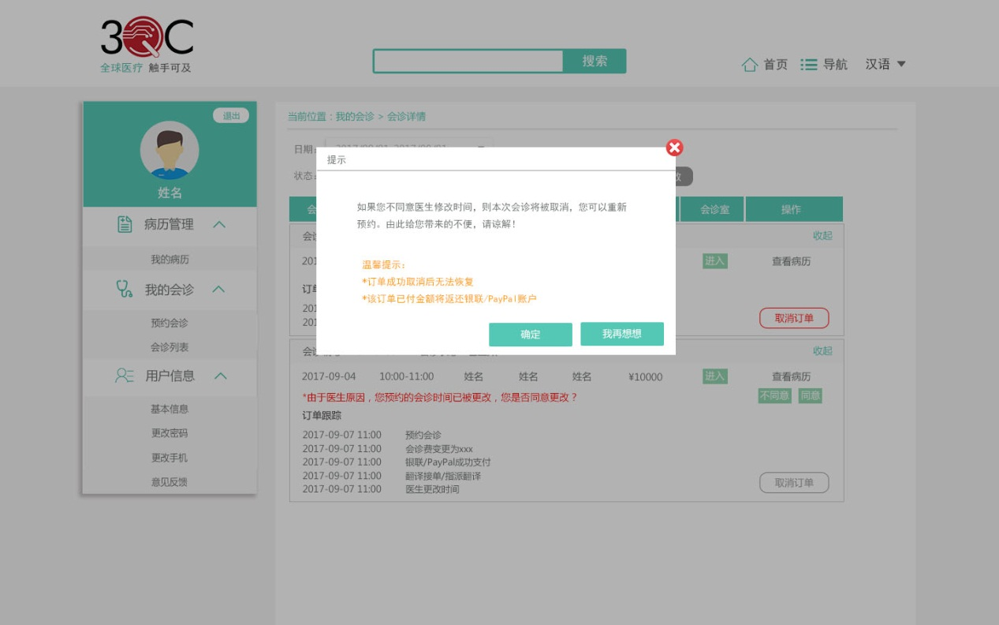 3QC
全球医疗 触手可及
搜索
首页 导航 汉语
退出
姓名
病历管理
我的病历
我的会诊
预约会诊
会诊列表
用户信息
基本信息
更改密码
更改手机
意见反馈
当前位置：我的会诊 > 会诊详情
日期：
状态：
提示
如果您不同意医生修改时间，则本次会诊将被取消，您可以重新
预约。由此给您带来的不便，请谅解！
温馨提示：
*订单成功取消后无法恢复
*该订单已付金额将返还银联/PayPal账户
确定 我再想想
会 会诊室 操作
会诊 收起
201 进入 查看病历
订单
201
201 取消订单
收起
2017-09-04 10:00-11:00 姓名 姓名 姓名 ¥10000 进入 查看病历
*由于医生原因，您预约的会诊时间已被更改，您是否同意更改？ 不同意 同意
订单跟踪
2017-09-07 11:00 预约会诊
2017-09-07 11:00 会诊费变更为xxx
2017-09-07 11:00 银联/PayPal成功支付
2017-09-07 11:00 翻译接单/指派翻译
2017-09-07 11:00 医生更改时间
取消订单